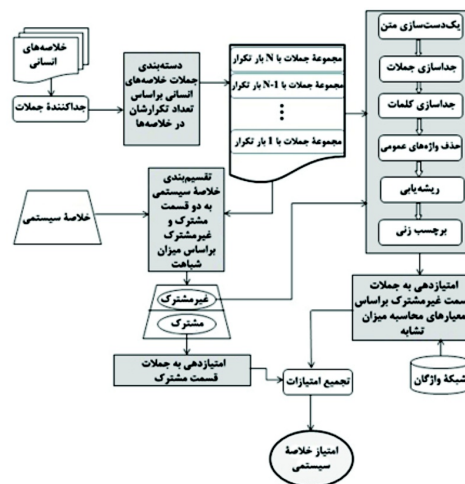 خلاصه‌های
انسانی
جداکنندهٔ جملات
دسته‌بندی
جملات خلاصه‌های
انسانی براساس
تعداد تکرارشان
در خلاصه‌ها
مجموعهٔ جملات با N بار تکرار
مجموعهٔ جملات با N-1 بار تکرار
مجموعهٔ جملات با 1 بار تکرار
یک‌دست‌سازی متن
جداسازی جملات
جداسازی کلمات
حذف واژه‌های عمومی
ریشه‌یابی
برچسب زنی
خلاصهٔ سیستمی
تقسیم‌بندی
خلاصهٔ سیستمی
به دو قسمت
مشترک و
غیرمشترک
براساس میزان
شباهت
غیرمشترک
مشترک
امتیازدهی به جملات
قسمت مشترک
امتیازدهی به جملات
قسمت غیرمشترک براساس
معیارهای محاسبه میزان
تشابه
شبکهٔ واژگان
تجمیع امتیازات
امتیاز خلاصهٔ
سیستمی